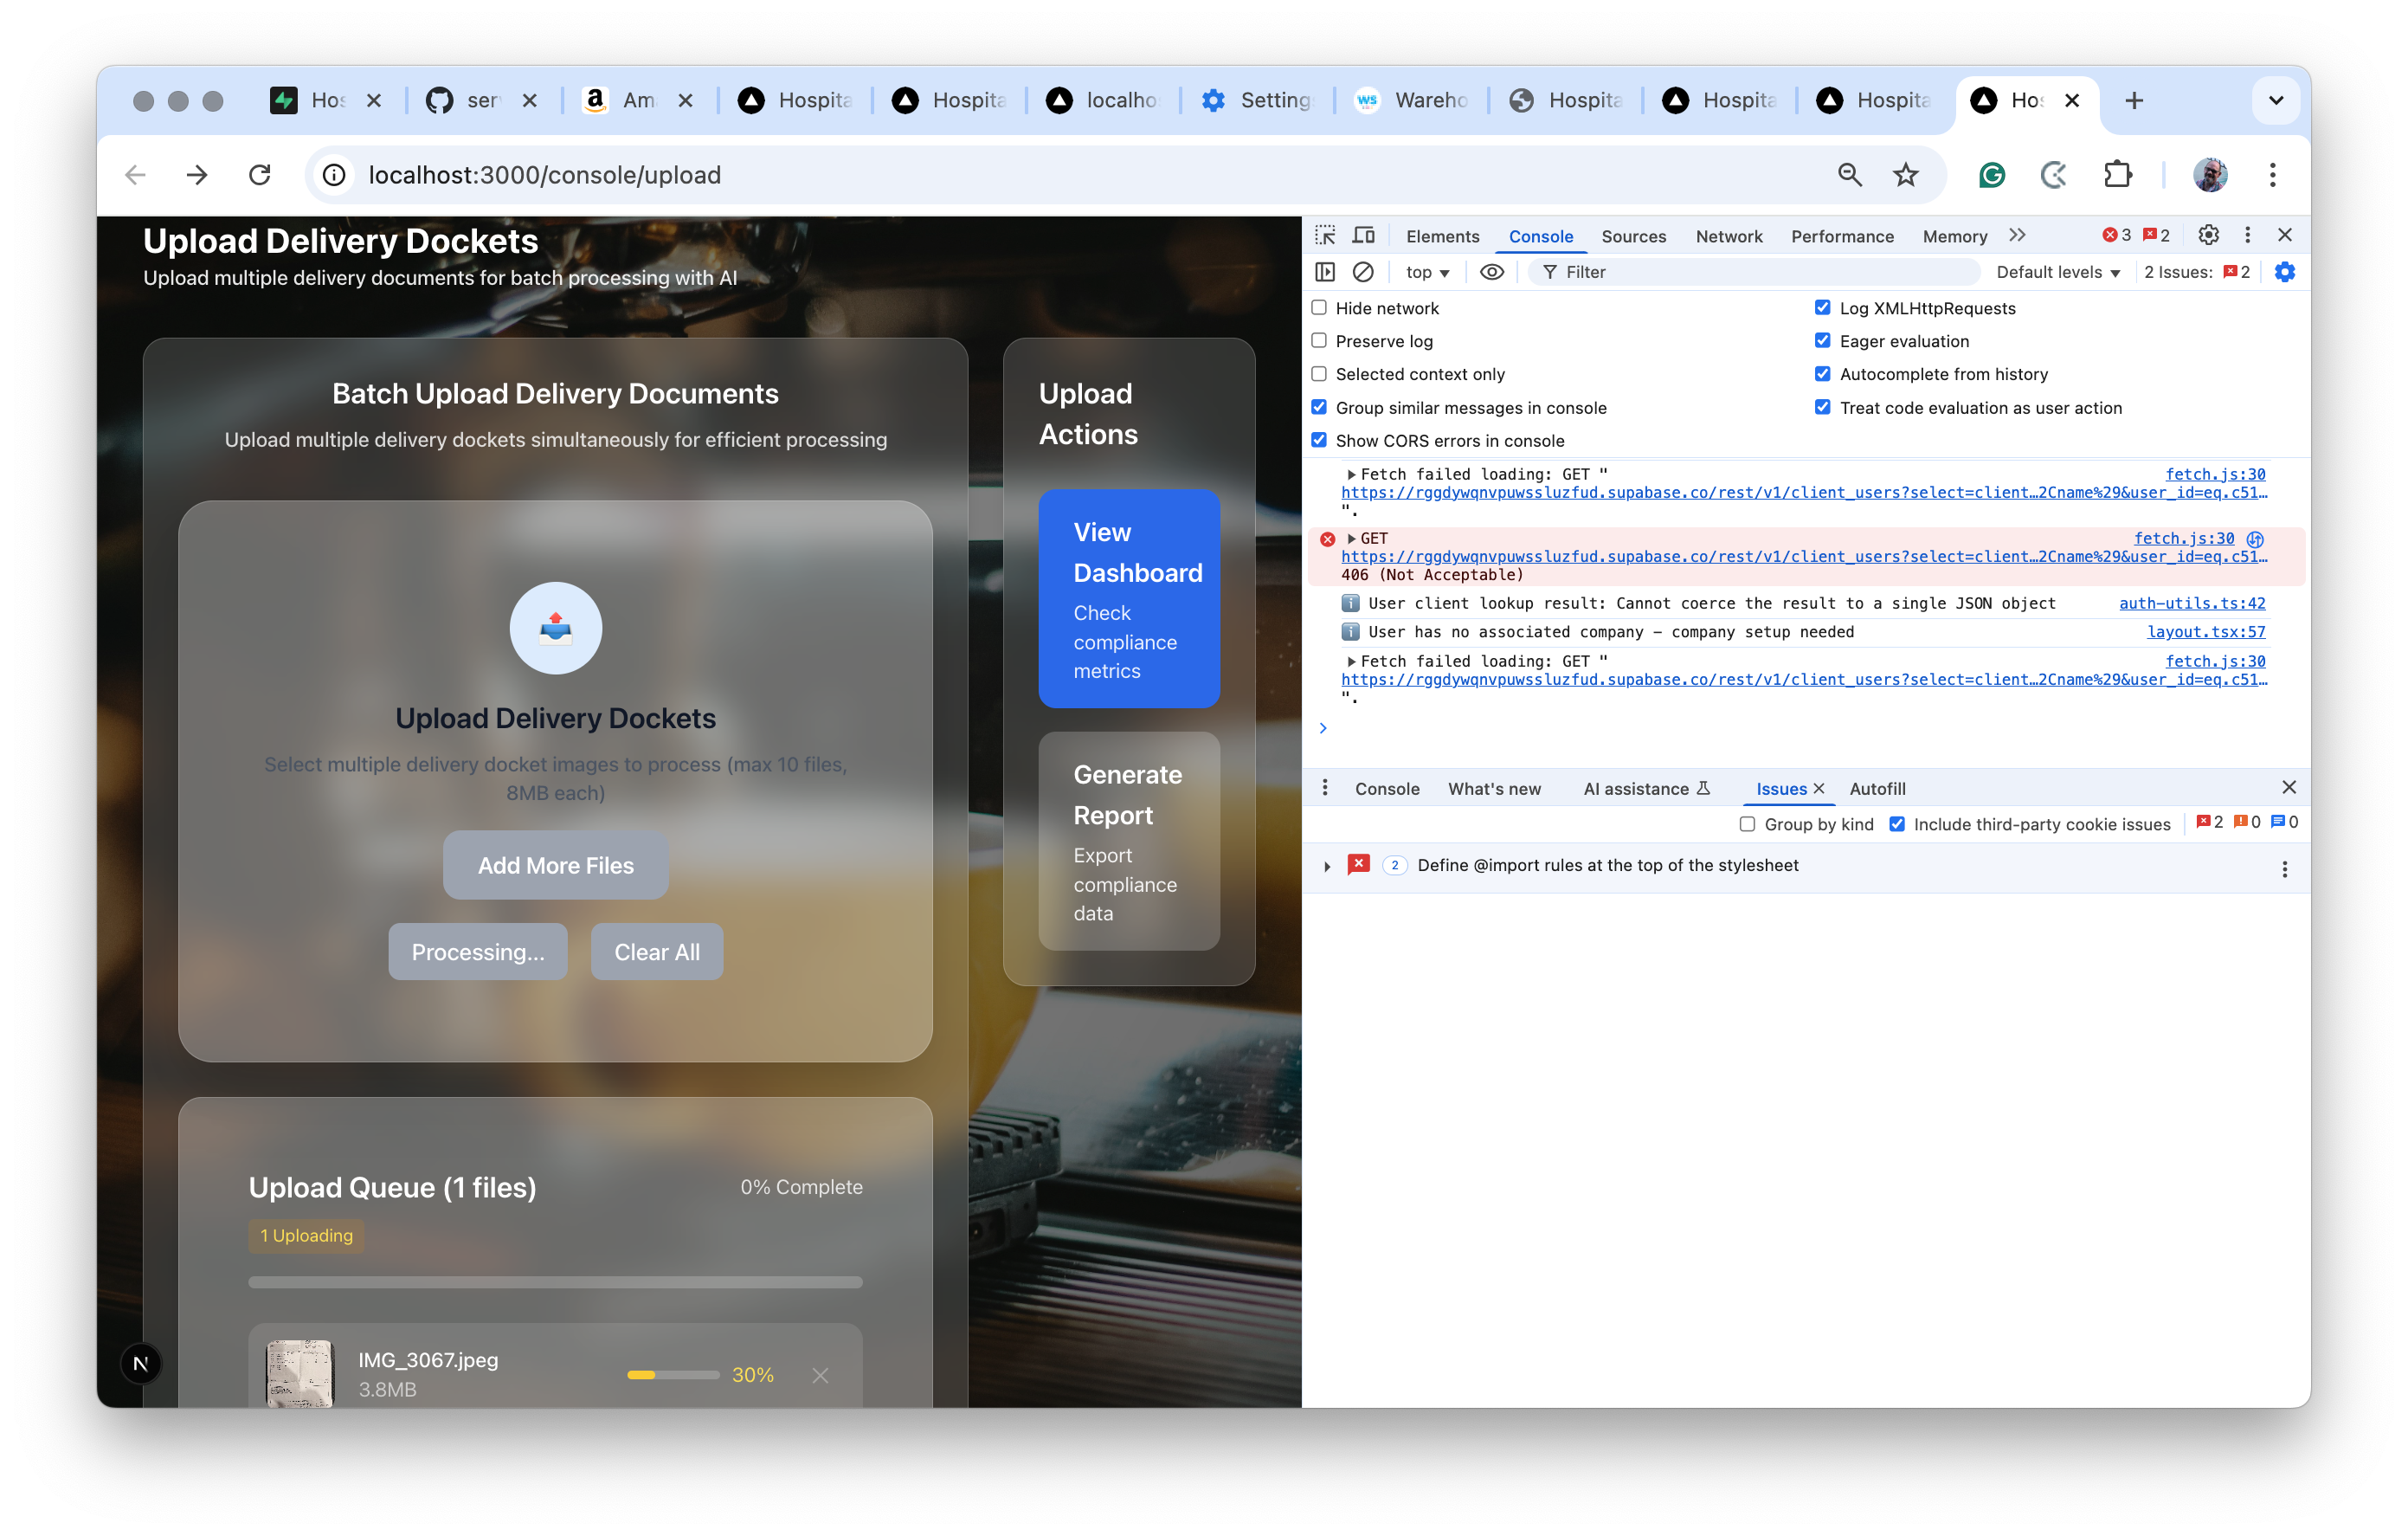 Hos
ser
Am
Hospita
Hospita
localho
Setting
Wareho
Hospita
Hospita
Hospita
Hos
localhost:3000/console/upload
Upload Delivery Dockets
Upload multiple delivery documents for batch processing with AI
Batch Upload Delivery Documents
Upload multiple delivery dockets simultaneously for efficient processing
Upload Delivery Dockets
Select multiple delivery docket images to process (max 10 files,
8MB each)
Add More Files
Processing...
Clear All
Upload Queue (1 files)
0% Complete
1 Uploading
IMG_3067.jpeg
3.8MB
30%
N
Upload
Actions
View
Dashboard
Check
compliance
metrics
Generate
Report
Export
compliance
data
Elements
Console
Sources
Network
Performance
Memory
3
2
top
Filter
Default levels
2 Issues:
2
Hide network
Log XMLHttpRequests
Preserve log
Eager evaluation
Selected context only
Autocomplete from history
Group similar messages in console
Treat code evaluation as user action
Show CORS errors in console
Fetch failed loading: GET "
fetch.js:30
https://rggdywqnvpuwssluzfud.supabase.co/rest/v1/client_users?select=client…2Cname%29&user_id=eq.c51…
".
GET
fetch.js:30
https://rggdywqnvpuwssluzfud.supabase.co/rest/v1/client_users?select=client…2Cname%29&user_id=eq.c51…
406 (Not Acceptable)
User client lookup result: Cannot coerce the result to a single JSON object
auth-utils.ts:42
User has no associated company – company setup needed
layout.tsx:57
Fetch failed loading: GET "
fetch.js:30
https://rggdywqnvpuwssluzfud.supabase.co/rest/v1/client_users?select=client…2Cname%29&user_id=eq.c51…
".
Console
What's new
AI assistance
Issues
Autofill
Group by kind
Include third-party cookie issues
2
0
0
2
Define @import rules at the top of the stylesheet